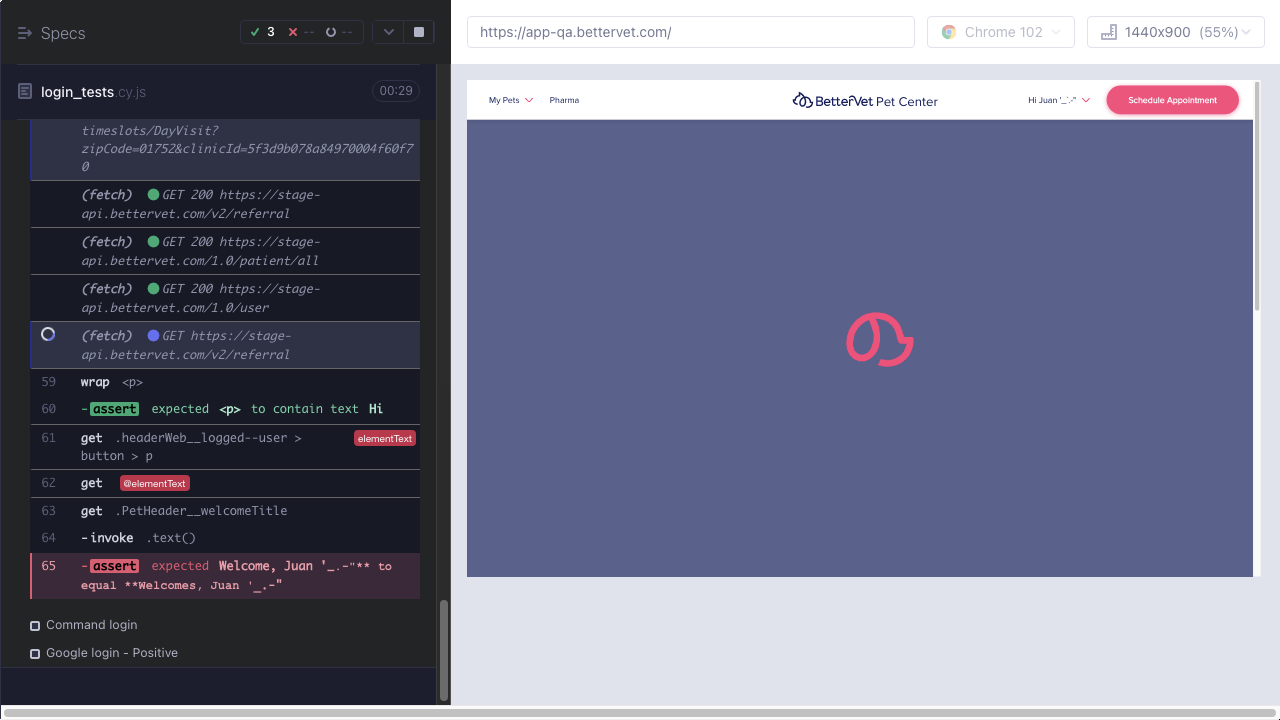 Specs
3
--
--
login_tests.cy.js
00:29
timeslots/DayVisit?
zipCode=01752&clinicId=5f3d9b078a84970004f60f7
0
(fetch) GET 200 https://stage-
api.bettervet.com/v2/referral
(fetch) GET 200 https://stage-
api.bettervet.com/1.0/patient/all
(fetch) GET 200 https://stage-
api.bettervet.com/1.0/user
(fetch) GET https://stage-
api.bettervet.com/v2/referral
59 wrap <p>
60 -assert expected <p> to contain text Hi
61 get .headerWeb__logged--user > elementText
button > p
62 get @elementText
63 get .PetHeader__welcomeTitle
64 -invoke .text()
65 -assert expected Welcome, Juan '_.-"** to
equal **Welcomes, Juan '_.-"
Command login
Google login - Positive
https://app-qa.bettervet.com/
Chrome 102
1440x900 (55%)
My Pets
Pharma
BetterVet Pet Center
Hi Juan '_.-"
Schedule Appointment